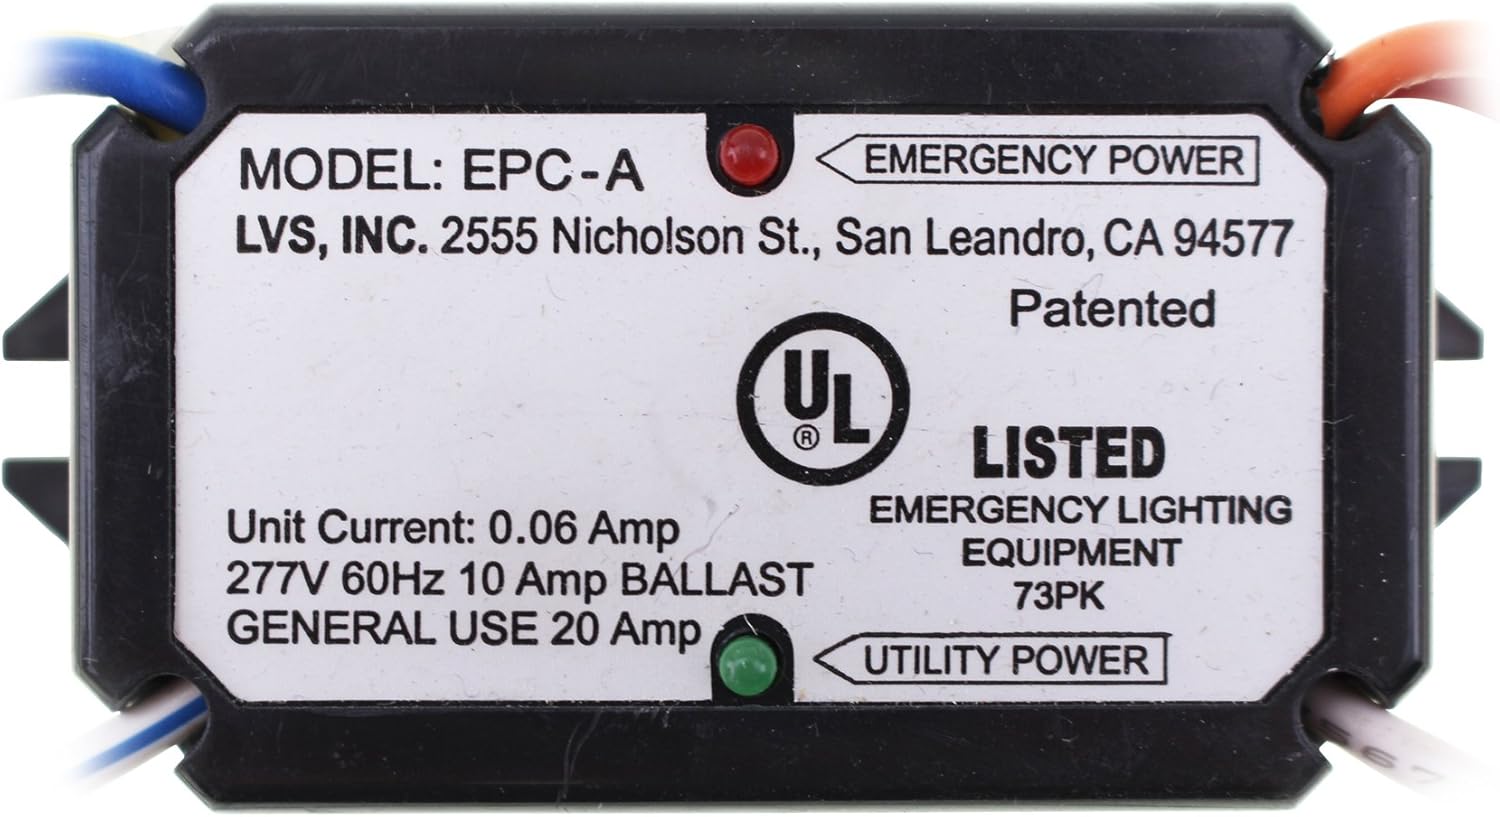 MODEL: EPC-A
EMERGENCY POWER
LVS, INC. 2555 Nicholson St., San Leandro, CA 94577
Patented
UL
®
LISTED
EMERGENCY LIGHTING
EQUIPMENT
73PK
Unit Current: 0.06 Amp
277V 60Hz 10 Amp BALLAST
GENERAL USE 20 Amp
UTILITY POWER